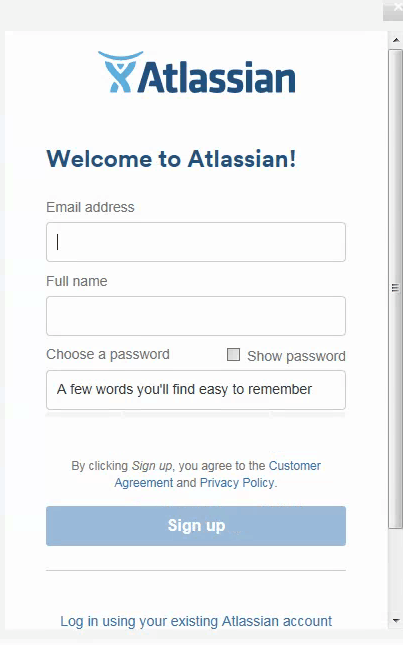 Atlassian
Welcome to Atlassian!
Email address
Full name
Choose a password
Show password
A few words you'll find easy to remember
By clicking Sign up, you agree to the Customer
Agreement and Privacy Policy.
Sign up
Log in using your existing Atlassian account